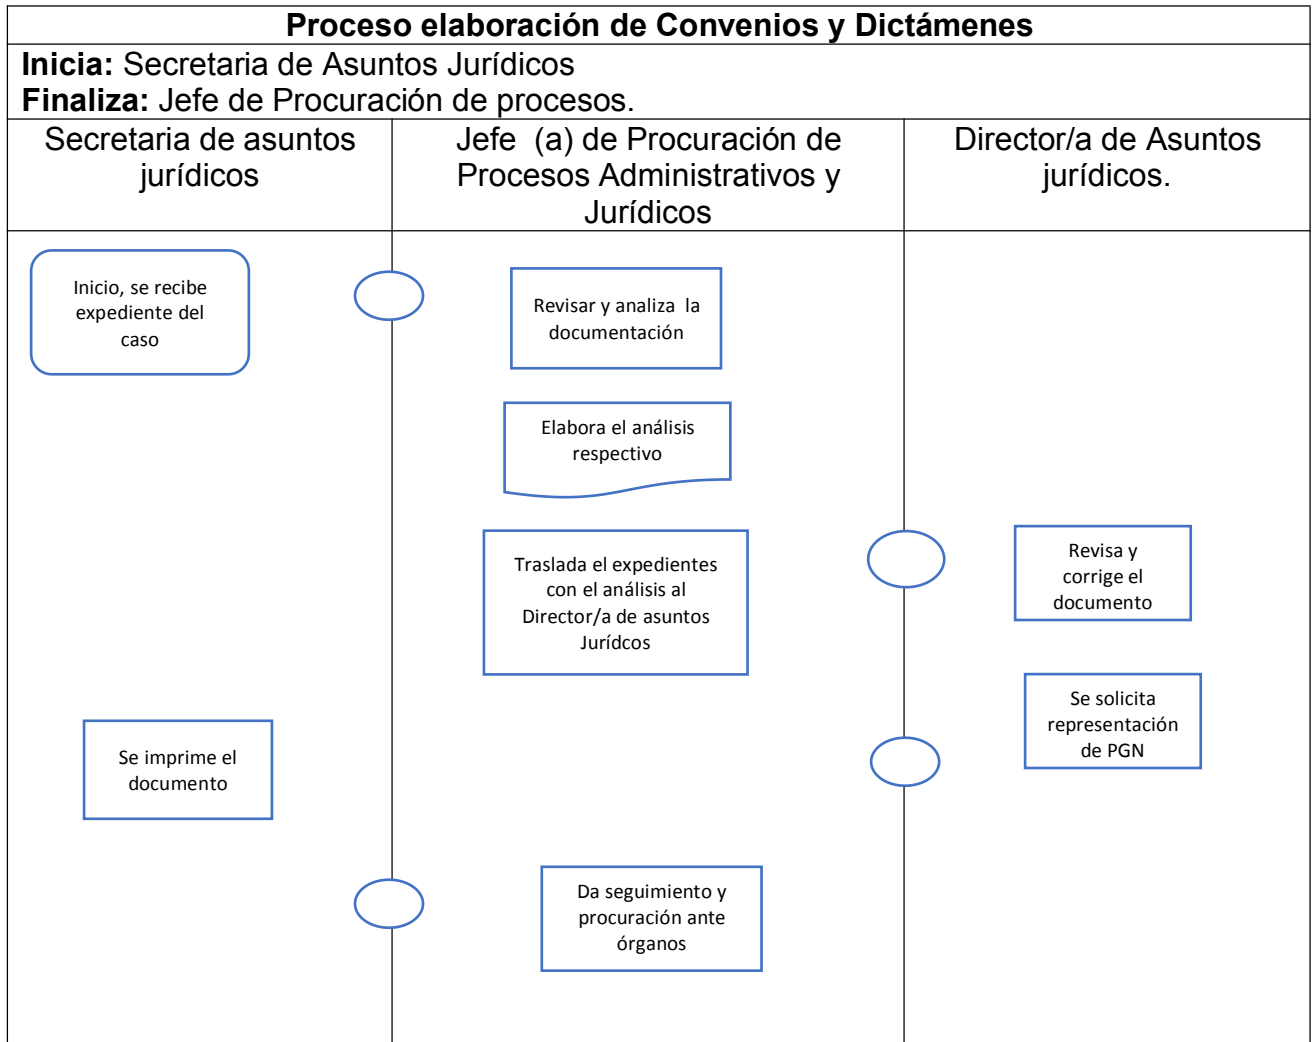 Proceso elaboración de Convenios y Dictámenes
Inicia: Secretaria de Asuntos Jurídicos
Finaliza: Jefe de Procuración de procesos.
Secretaria de asuntos
jurídicos
Jefe (a) de Procuración de
Procesos Administrativos y
Jurídicos
Director/a de Asuntos
jurídicos.
Inicio, se recibe
expediente del
caso
Revisar y analiza la
documentación
Elabora el análisis
respectivo
Traslada el expedientes
con el análisis al
Director/a de asuntos
Jurídcos
Revisa y
corrige el
documento
Se solicita
representación
de PGN
Se imprime el
documento
Da seguimiento y
procuración ante
órganos